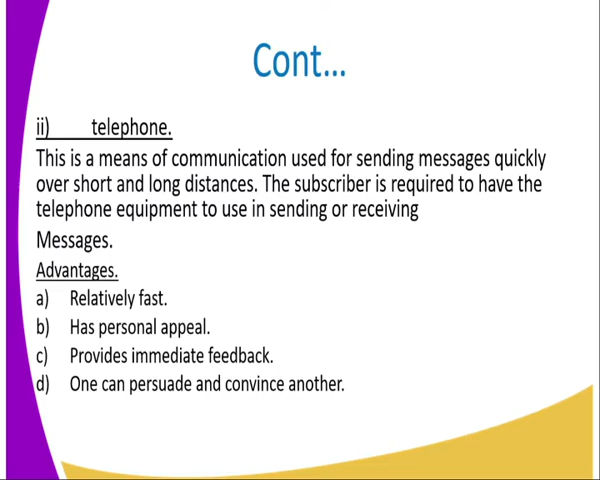 Cont...
ii) telephone.
This is a means of communication used for sending messages quickly
over short and long distances. The subscriber is required to have the
telephone equipment to use in sending or receiving
Messages.
Advantages.
a) Relatively fast.
b) Has personal appeal.
c) Provides immediate feedback.
d) One can persuade and convince another.